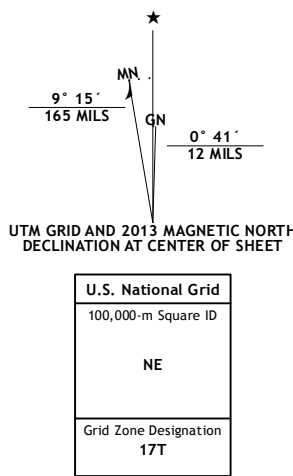 ★
MN
9° 15´
165 MILS
GN
0° 41´
12 MILS
UTM GRID AND 2013 MAGNETIC NORTH
DECLINATION AT CENTER OF SHEET
U.S. National Grid
100,000-m Square ID
NE
Grid Zone Designation
17T